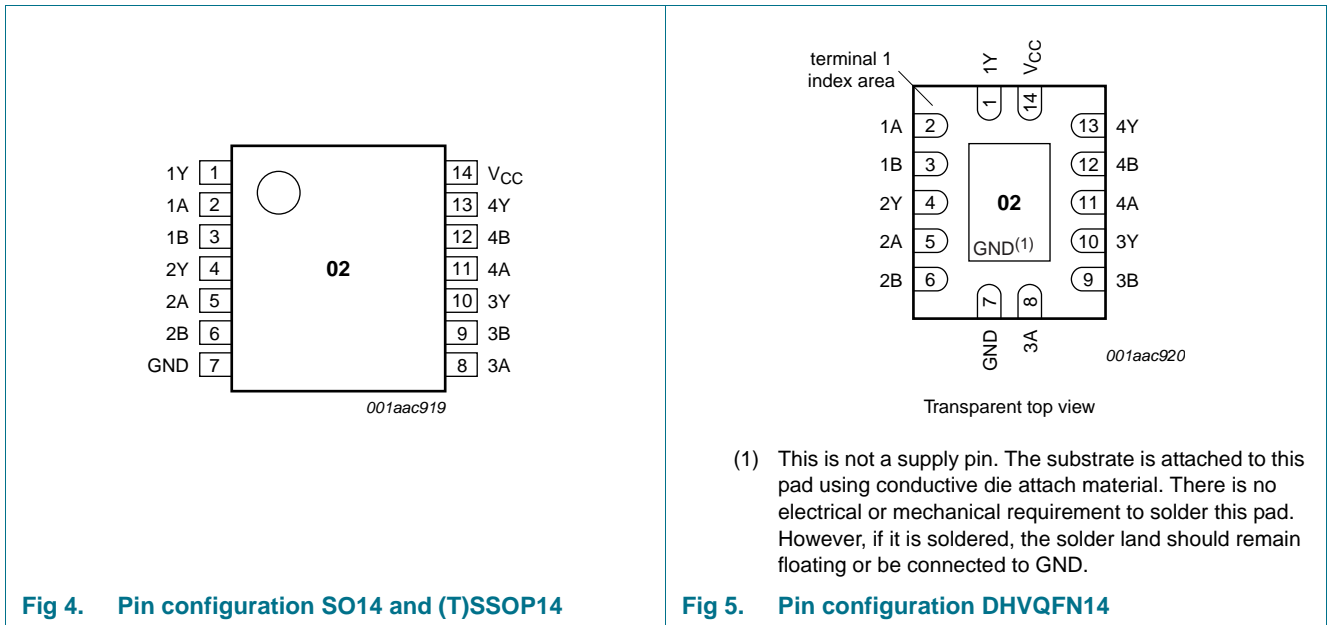 1Y 1
1A 2
1B 3
2Y 4
2A 5
2B 6
GND 7
02
14 VCC
13 4Y
12 4B
11 4A
10 3Y
9 3B
8 3A
001aac919
Fig 4. Pin configuration SO14 and (T)SSOP14
terminal 1
index area
1Y
VCC
1
14
1A 2
1B 3
2Y 4
2A 5
2B 6
02
GND(1)
13 4Y
12 4B
11 4A
10 3Y
9 3B
7
8
GND
3A
001aac920
Transparent top view
(1) This is not a supply pin. The substrate is attached to this
pad using conductive die attach material. There is no
electrical or mechanical requirement to solder this pad.
However, if it is soldered, the solder land should remain
floating or be connected to GND.
Fig 5. Pin configuration DHVQFN14